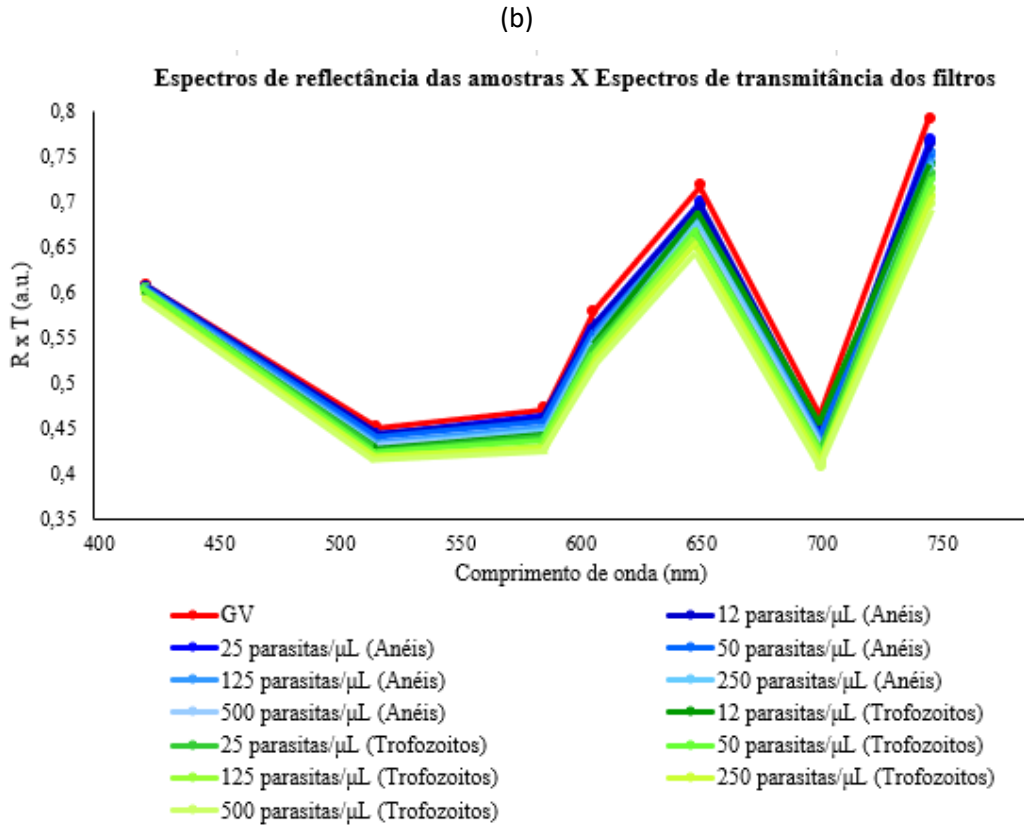 (b)
Espectros de reflectância das amostras X Espectros de transmitância dos filtros
0,8
0,75
0,7
0,65
0,6
0,55
0,5
0,45
0,4
0,35
R x T (a.u.)
400 450 500 550 600 650 700 750
Comprimento de onda (nm)
GV
12 parasitas/μL (Anéis)
25 parasitas/μL (Anéis)
50 parasitas/μL (Anéis)
125 parasitas/μL (Anéis)
250 parasitas/μL (Anéis)
500 parasitas/μL (Anéis)
12 parasitas/μL (Trofozoitos)
25 parasitas/μL (Trofozoitos)
50 parasitas/μL (Trofozoitos)
125 parasitas/μL (Trofozoitos)
250 parasitas/μL (Trofozoitos)
500 parasitas/μL (Trofozoitos)